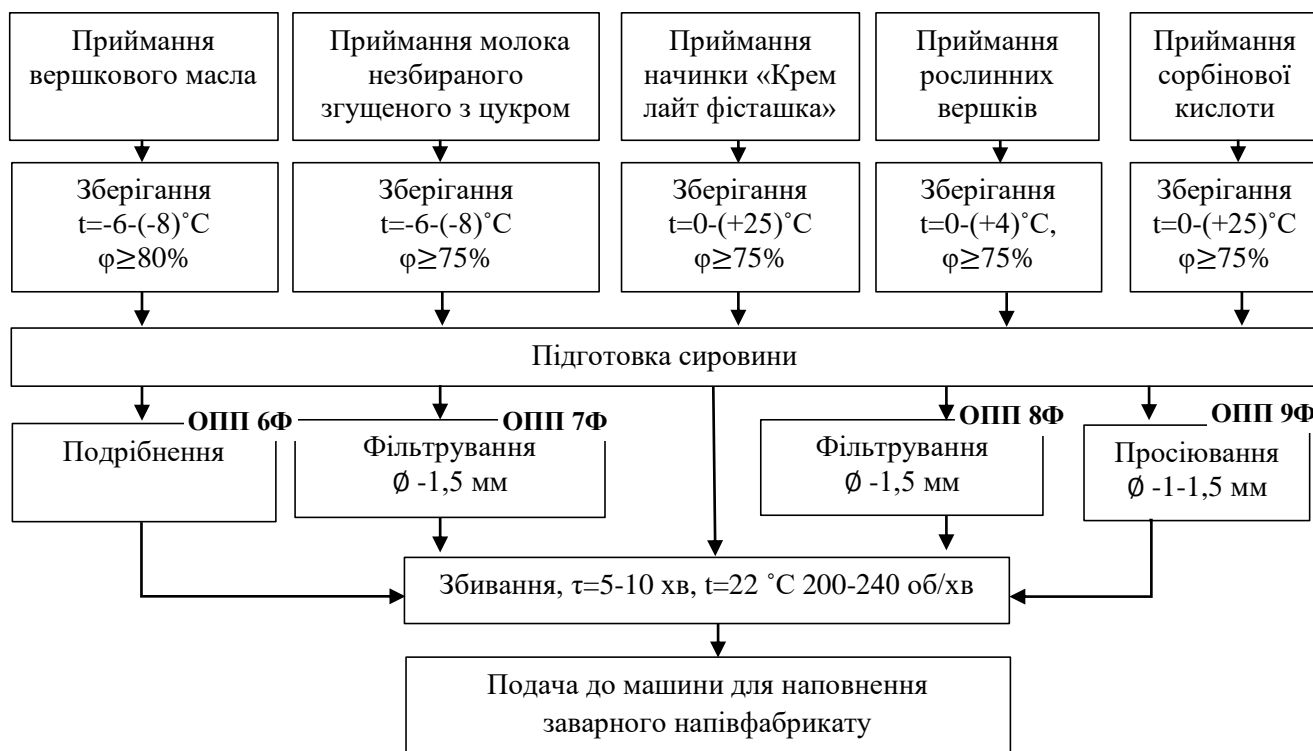 Приймання
вершкового масла
Приймання молока
незбираного
згущеного з цукром
Приймання
начинки «Крем
лайт фісташка»
Приймання
рослинних
вершків
Приймання
сорбінової
кислоти
Зберігання
t=-6-(-8)˚С
φ≥80%
Зберігання
t=-6-(-8)˚С
φ≥75%
Зберігання
t=0-(+25)˚С
φ≥75%
Зберігання
t=0-(+4)˚С,
φ≥75%
Зберігання
t=0-(+25)˚С
φ≥75%
Підготовка сировини
ОПП 6Ф
Подрібнення
ОПП 7Ф
Фільтрування
Ø -1,5 мм
ОПП 8Ф
Фільтрування
Ø -1,5 мм
ОПП 9Ф
Просіювання
Ø -1-1,5 мм
Збивання, τ=5-10 хв, t=22 ˚С 200-240 об/хв
Подача до машини для наповнення
заварного напівфабрикату